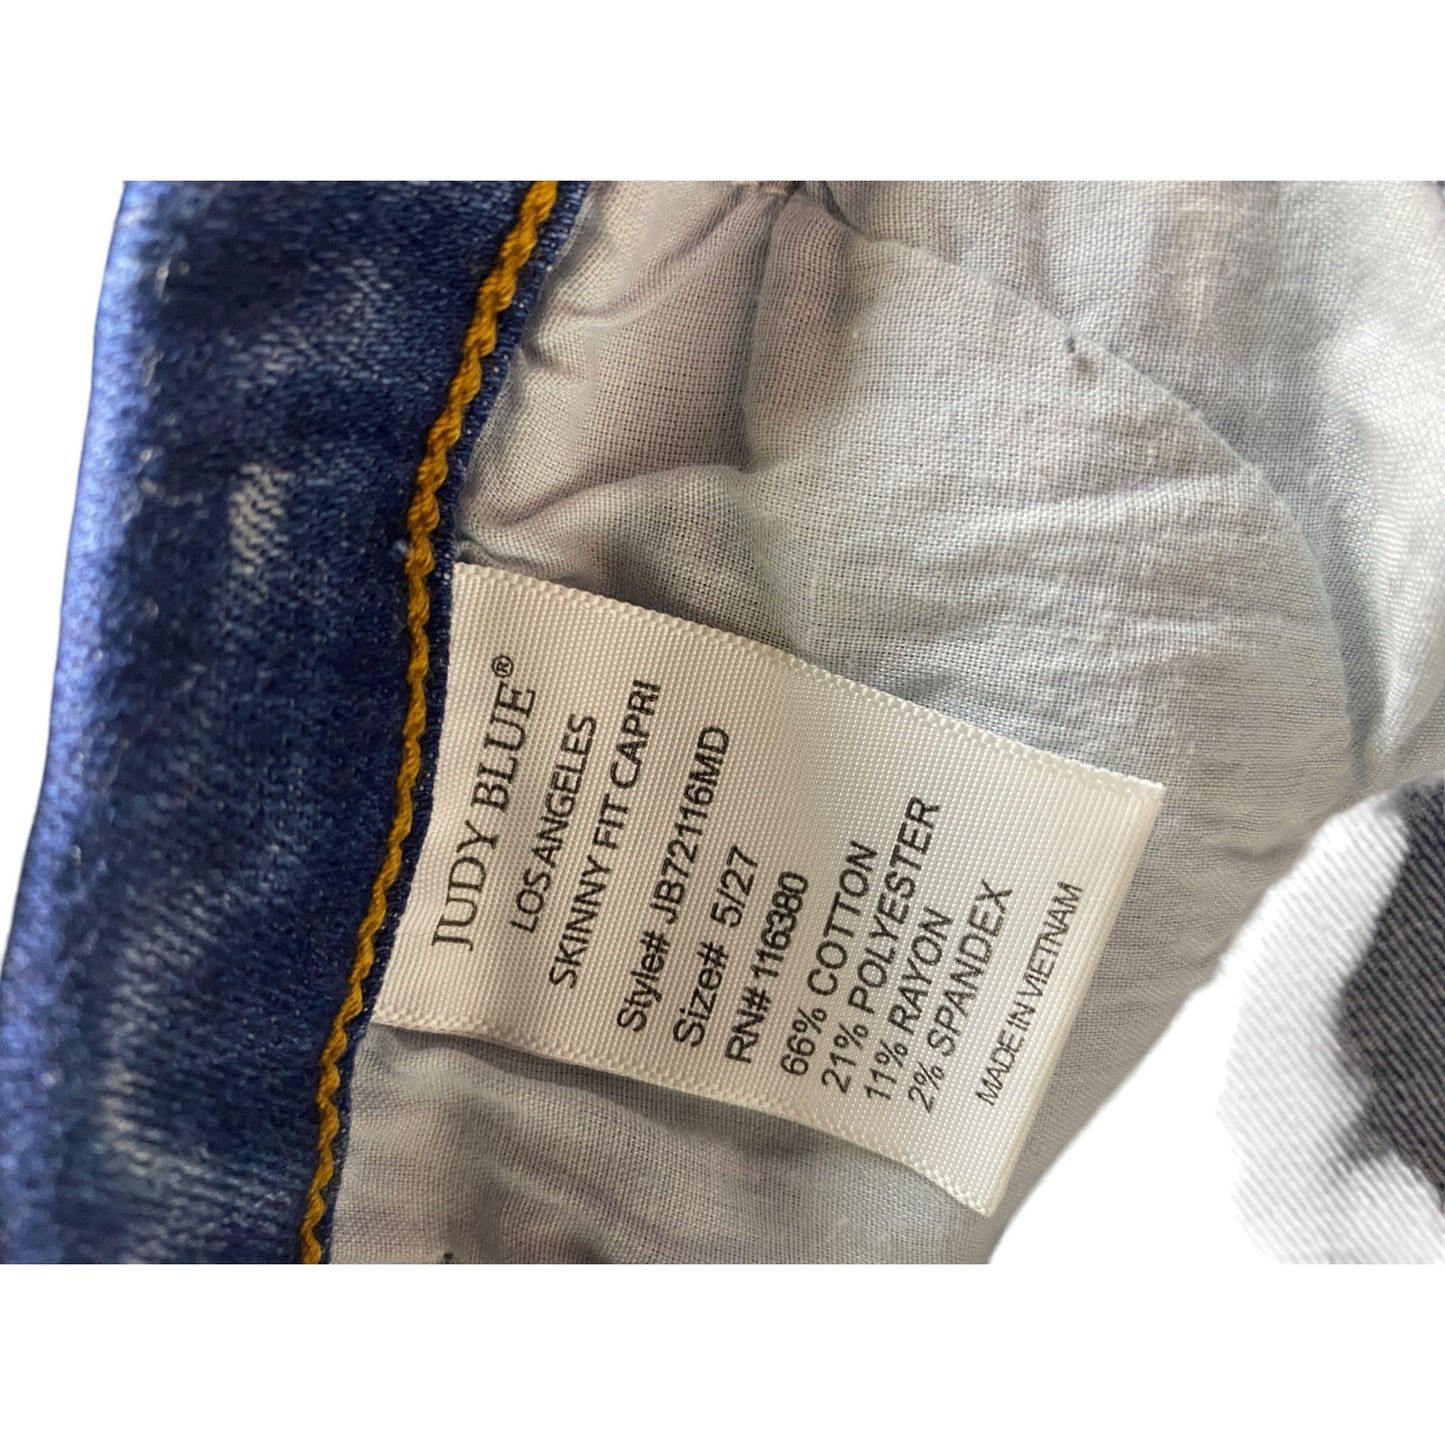 JUDY BLUE®
LOS ANGELES
SKINNY FIT CAPRI
Style# JB72116MD
Size# 5/27
RN# 116380
66% COTTON
21% POLYESTER
11% RAYON
2% SPANDEX
MADE IN VIETNAM